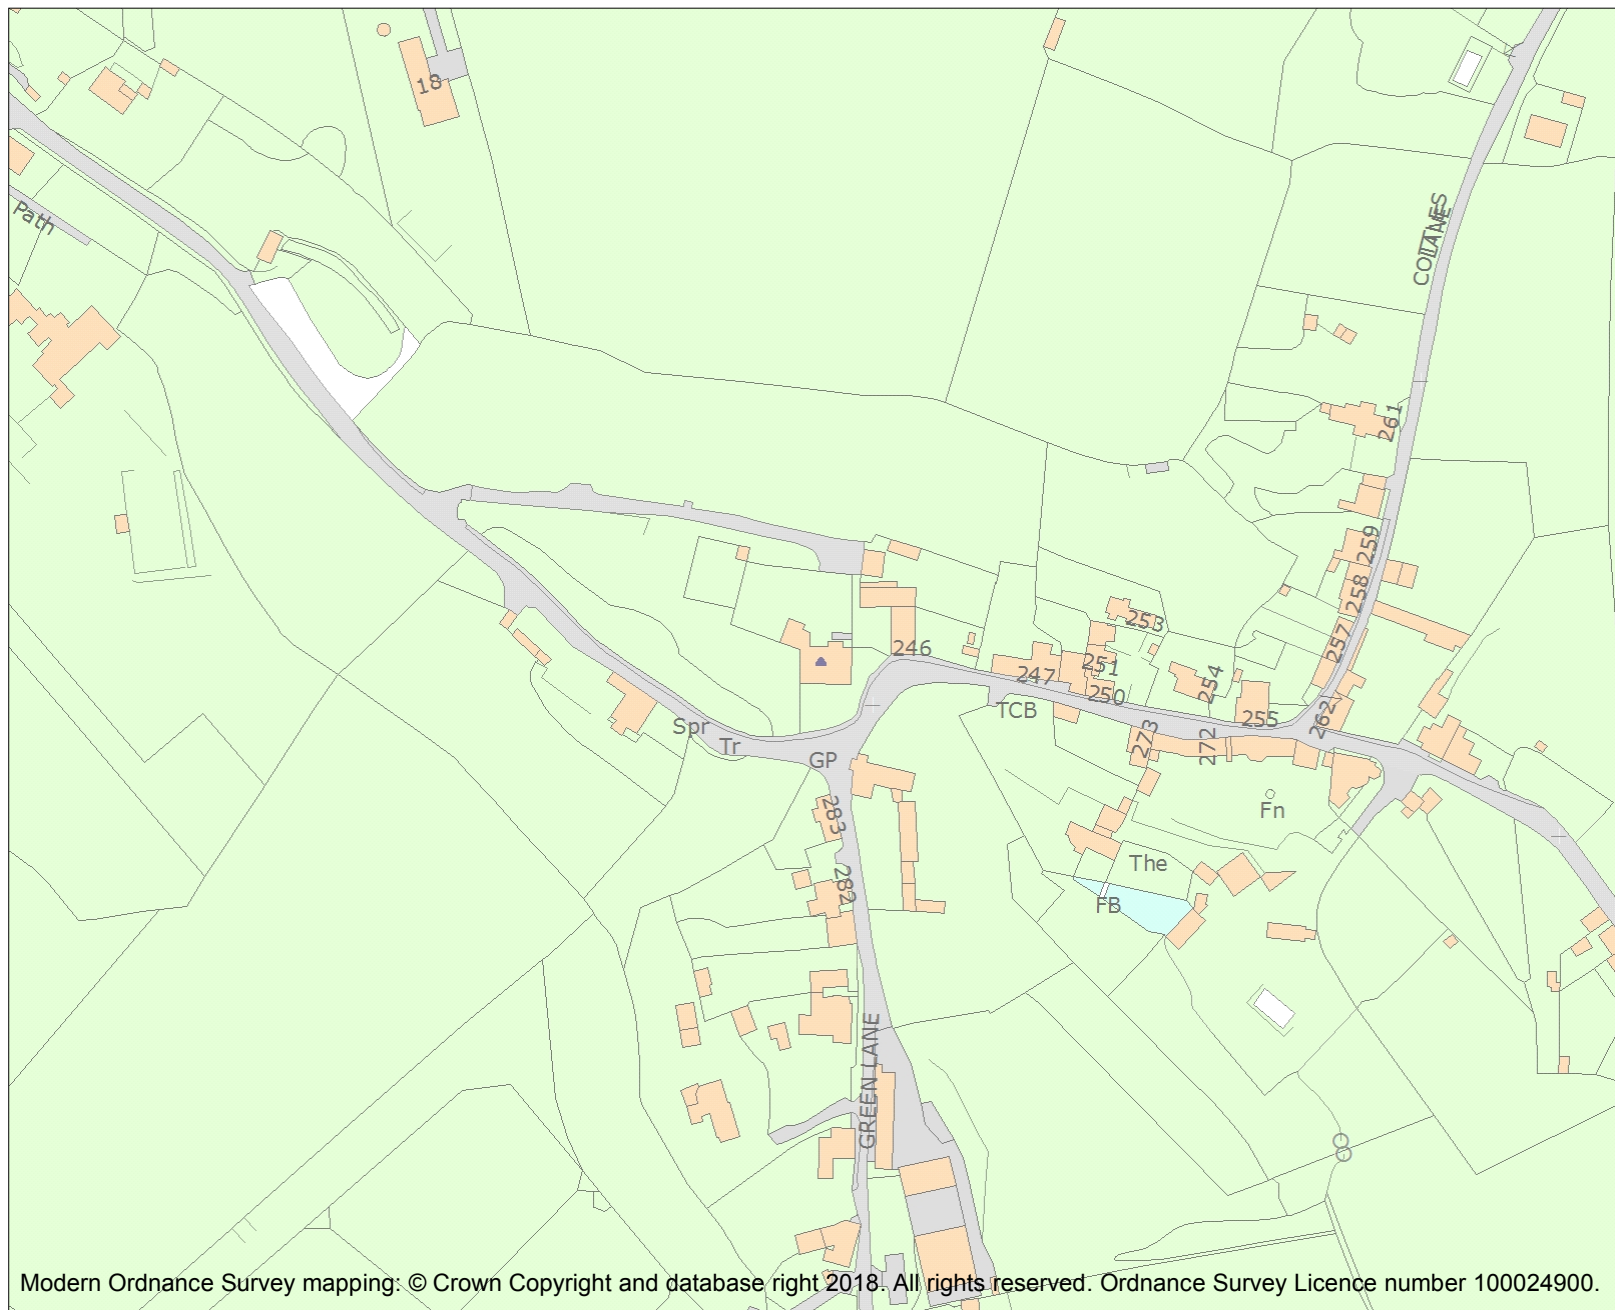 18
Path
COLLINES
LANE
261
259
258
257
253
246
251
247
254
250
TCB
255
262
Spr
Tr
273
272
GP
283
Fn
The
282
FB
GREEN LANE
Modern Ordnance Survey mapping: © Crown Copyright and database right 2018. All rights reserved. Ordnance Survey Licence number 100024900.